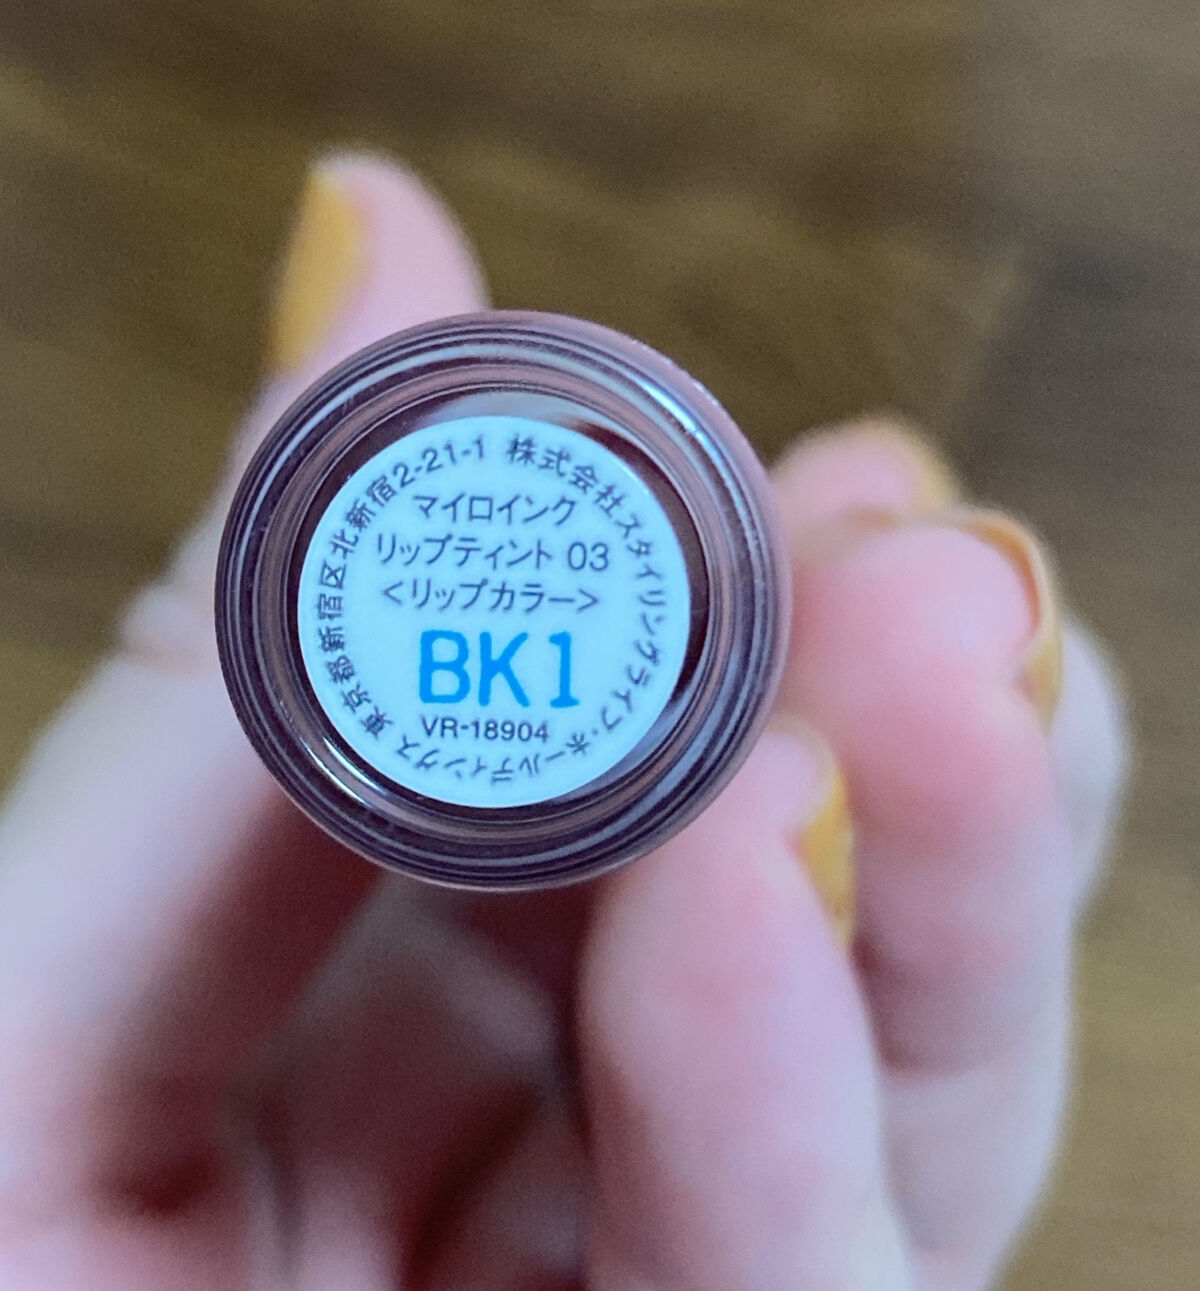 マイロインク
リップティント 03
<リップカラー>
BK1
VR-18904
株式会社スタイリングライフ・ホールディングス 東京都新宿区北新宿2-21-1